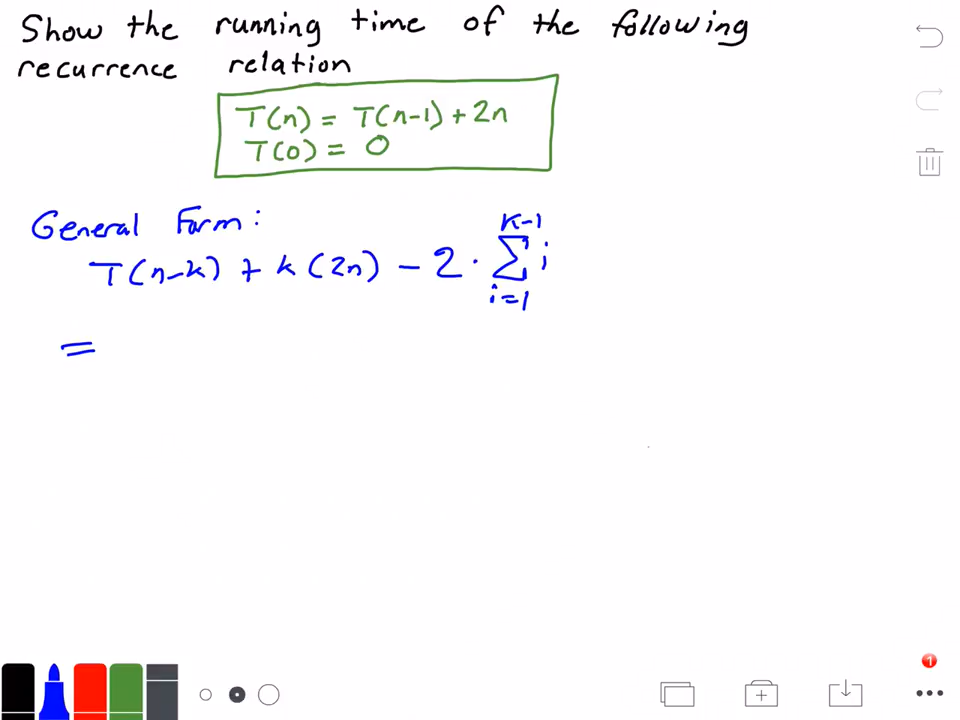 Show the running time of the following
recurrence relation
T(n) = T(n-1) + 2n
T(0) = 0
General Form:
K-1
T(n-k) + k(2n) - 2 · ∑ i
i=1
=
1